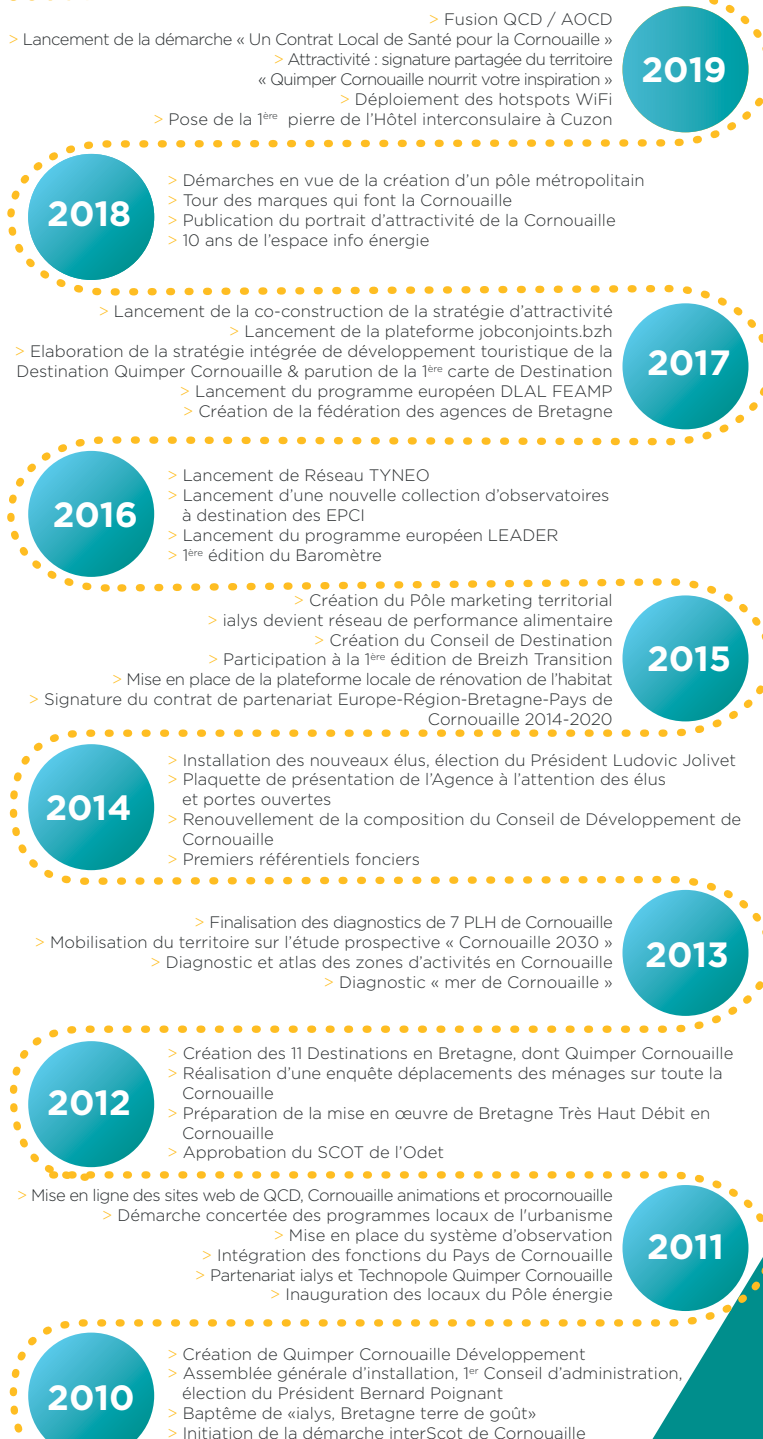 > Fusion QCD / AOCD
> Lancement de la démarche « Un Contrat Local de Santé pour la Cornouaille »
> Attractivité : signature partagée du territoire
« Quimper Cornouaille nourrit votre inspiration »
> Déploiement des hotspots WiFi
> Pose de la 1ère pierre de l'Hôtel interconsulaire à Cuzon
2019
2018
> Démarches en vue de la création d'un pôle métropolitain
> Tour des marques qui font la Cornouaille
> Publication du portrait d'attractivité de la Cornouaille
> 10 ans de l'espace info énergie
> Lancement de la co-construction de la stratégie d'attractivité
> Lancement de la plateforme jobconjoints.bzh
> Elaboration de la stratégie intégrée de développement touristique de la
Destination Quimper Cornouaille & parution de la 1ère carte de Destination
> Lancement du programme européen DLAL FEAMP
> Création de la fédération des agences de Bretagne
2017
2016
> Lancement de Réseau TYNEO
> Lancement d'une nouvelle collection d'observatoires
à destination des EPCI
> Lancement du programme européen LEADER
> 1ère édition du Baromètre
> Création du Pôle marketing territorial
> ialys devient réseau de performance alimentaire
> Création du Conseil de Destination
> Participation à la 1ère édition de Breizh Transition
> Mise en place de la plateforme locale de rénovation de l'habitat
> Signature du contrat de partenariat Europe-Région-Bretagne-Pays de
Cornouaille 2014-2020
2015
2014
> Installation des nouveaux élus, élection du Président Ludovic Jolivet
> Plaquette de présentation de l'Agence à l'attention des élus
et portes ouvertes
> Renouvellement de la composition du Conseil de Développement de
Cornouaille
> Premiers référentiels fonciers
> Finalisation des diagnostics de 7 PLH de Cornouaille
> Mobilisation du territoire sur l'étude prospective « Cornouaille 2030 »
> Diagnostic et atlas des zones d'activités en Cornouaille
> Diagnostic « mer de Cornouaille »
2013
2012
> Création des 11 Destinations en Bretagne, dont Quimper Cornouaille
> Réalisation d'une enquête déplacements des ménages sur toute la
Cornouaille
> Préparation de la mise en œuvre de Bretagne Très Haut Débit en
Cornouaille
> Approbation du SCOT de l'Odet
> Mise en ligne des sites web de QCD, Cornouaille animations et procornouaille
> Démarche concertée des programmes locaux de l'urbanisme
> Mise en place du système d'observation
> Intégration des fonctions du Pays de Cornouaille
> Partenariat ialys et Technopole Quimper Cornouaille
> Inauguration des locaux du Pôle énergie
2011
2010
> Création de Quimper Cornouaille Développement
> Assemblée générale d'installation, 1er Conseil d'administration,
élection du Président Bernard Poignant
> Baptême de «ialys, Bretagne terre de goût»
> Initiation de la démarche interScot de Cornouaille